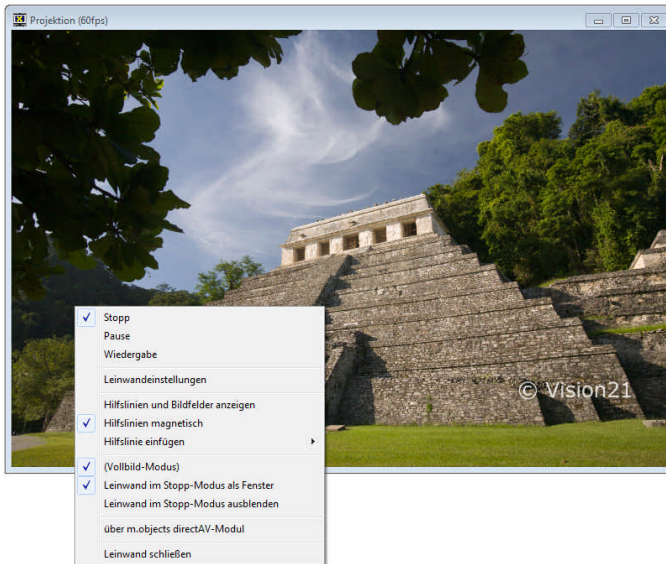 Projektion (60fps)
© Vision21
Stopp
Pause
Wiedergabe
Leinwandeinstellungen
Hilfslinien und Bildfelder anzeigen
Hilfslinien magnetisch
Hilfslinie einfügen
(Vollbild-Modus)
Leinwand im Stopp-Modus als Fenster
Leinwand im Stopp-Modus ausblenden
über m.objects directAV-Modul
Leinwand schließen